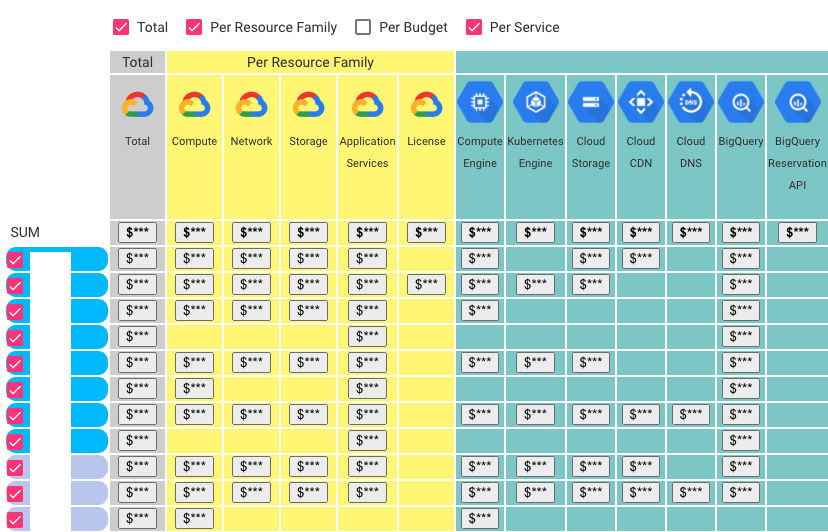 Total Per Resource Family Per Budget Per Service
Total Per Resource Family
DNS
Total Compute Network Storage Application Services License Compute Engine Kubernetes Engine Cloud Storage Cloud CDN Cloud DNS BigQuery BigQuery Reservation API
SUM $*** $*** $*** $*** $*** $*** $*** $*** $*** $*** $*** $*** $***
$*** $*** $*** $*** $*** $*** $*** $*** $***
$*** $*** $*** $*** $*** $*** $*** $*** $*** $***
$*** $*** $*** $*** $*** $*** $***
$*** $*** $***
$*** $*** $*** $*** $*** $*** $*** $*** $***
$*** $*** $*** $***
$*** $*** $*** $*** $*** $*** $*** $*** $*** $*** $***
$*** $*** $***
$*** $*** $*** $*** $*** $*** $*** $*** $*** $***
$*** $*** $*** $*** $*** $*** $*** $*** $*** $*** $***
$*** $*** $***